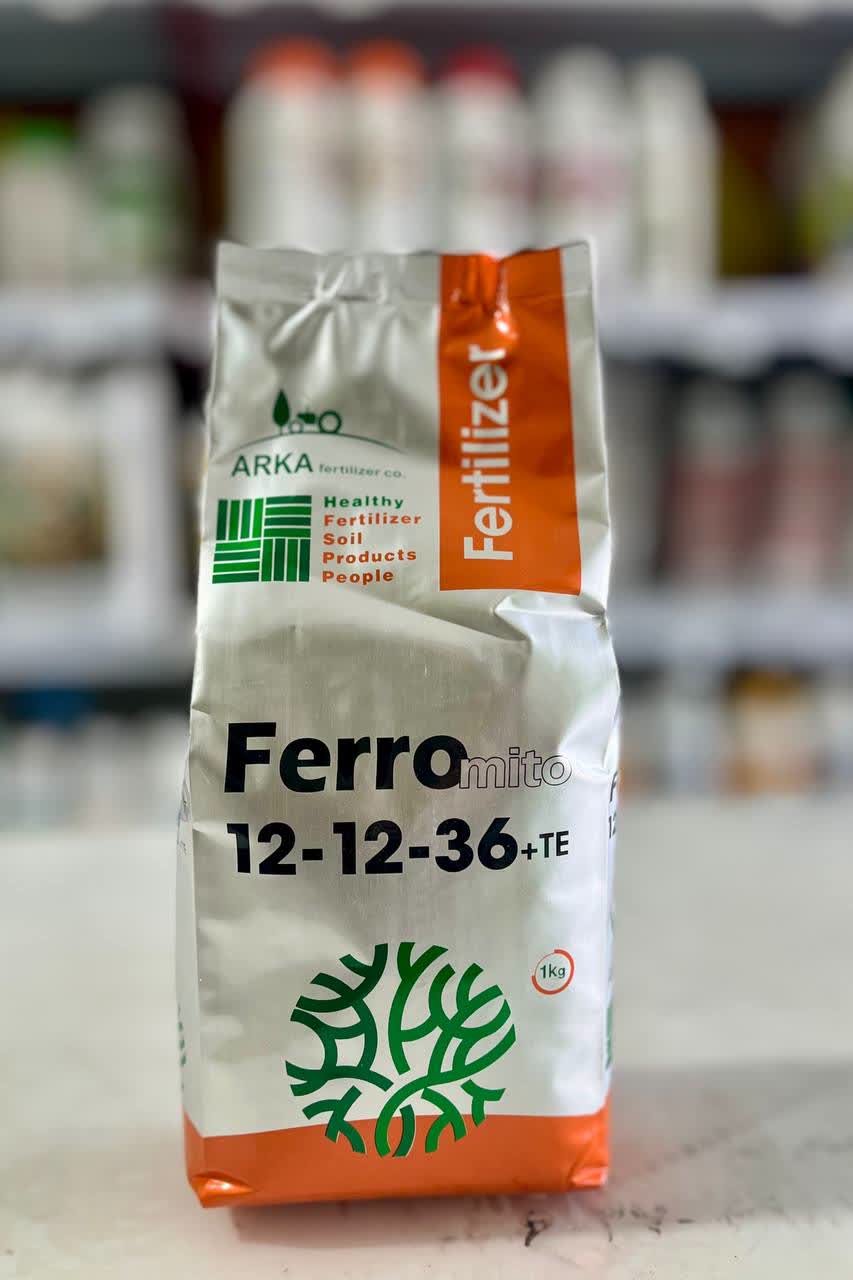 Fertilizer
ARKA fertilizer co.
Healthy
Fertilizer
Soil
Products
People
Ferromito
12-12-36+TE
1kg